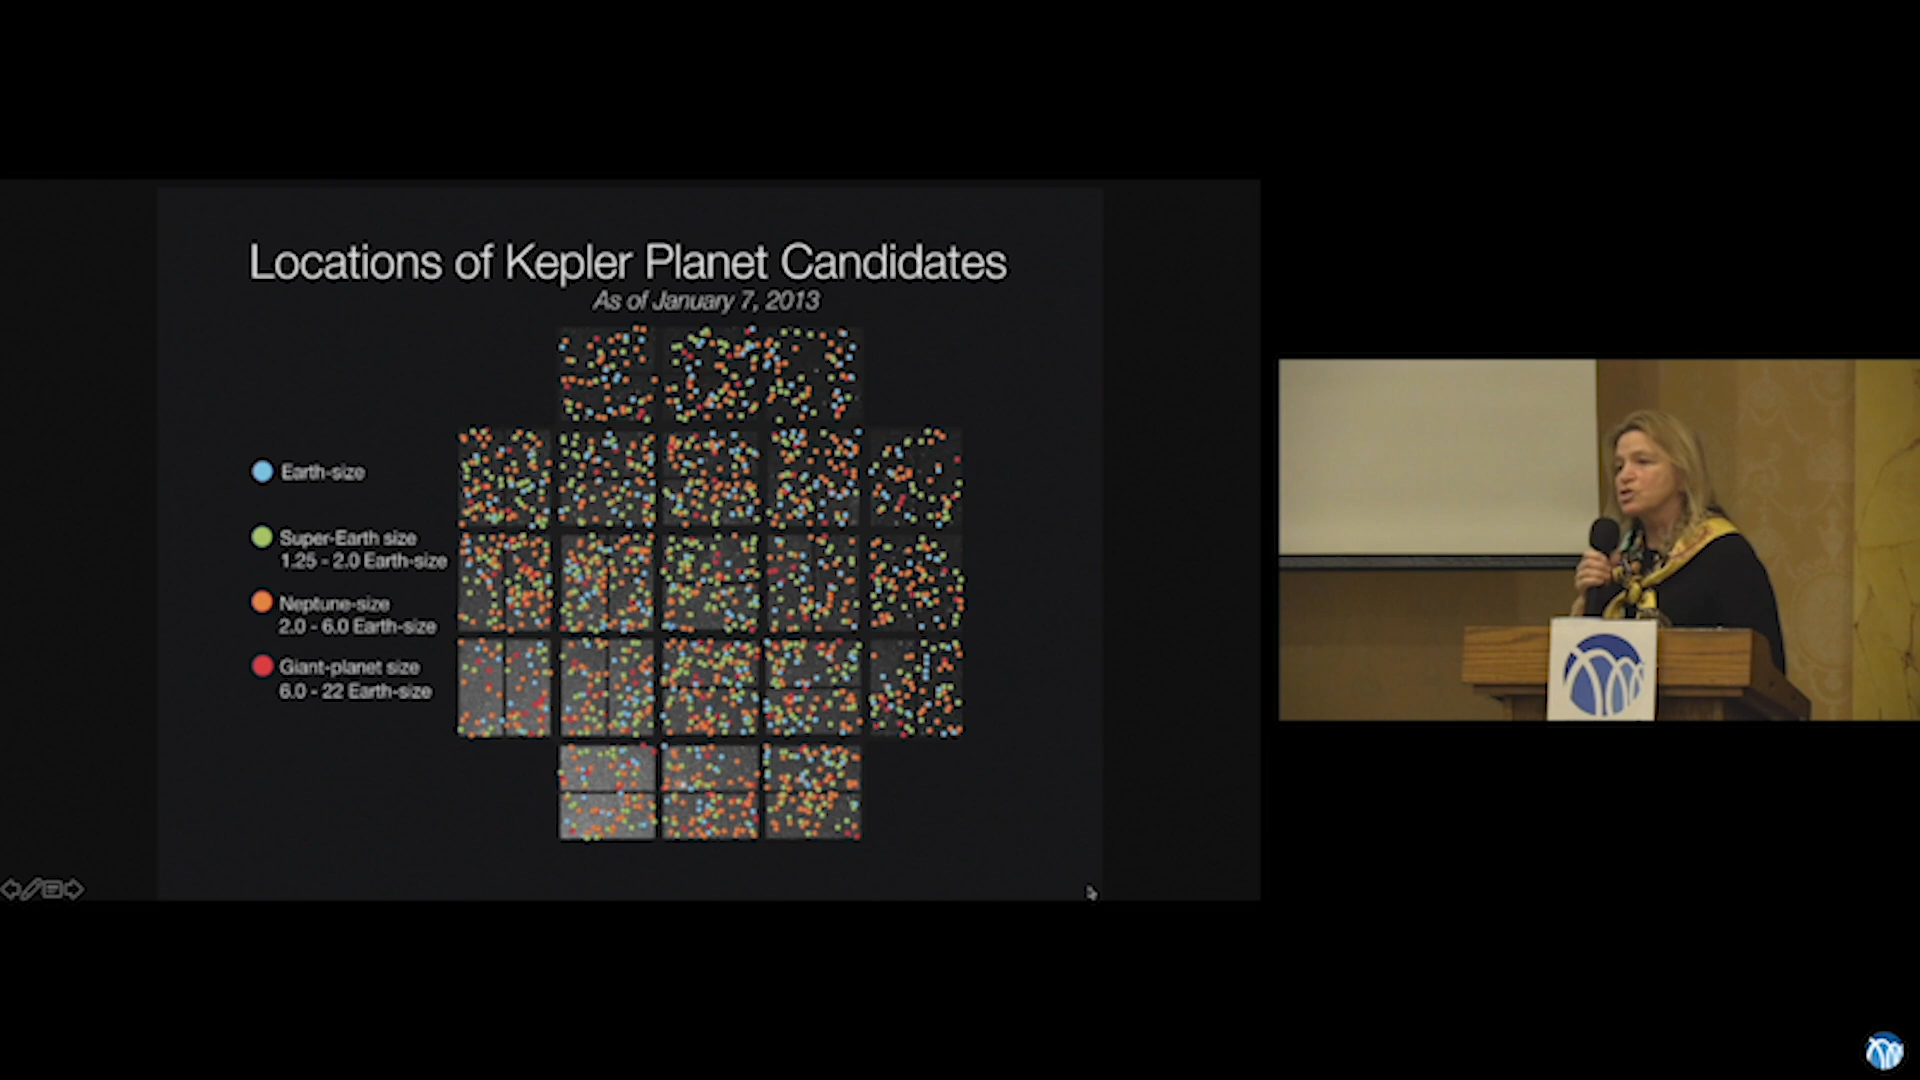 Locations of Kepler Planet Candidates
As of January 7, 2013
Earth-size
Super-Earth size
1.25 - 2.0 Earth-size
Neptune-size
2.0 - 6.0 Earth-size
Giant-planet size
6.0 - 22 Earth-size